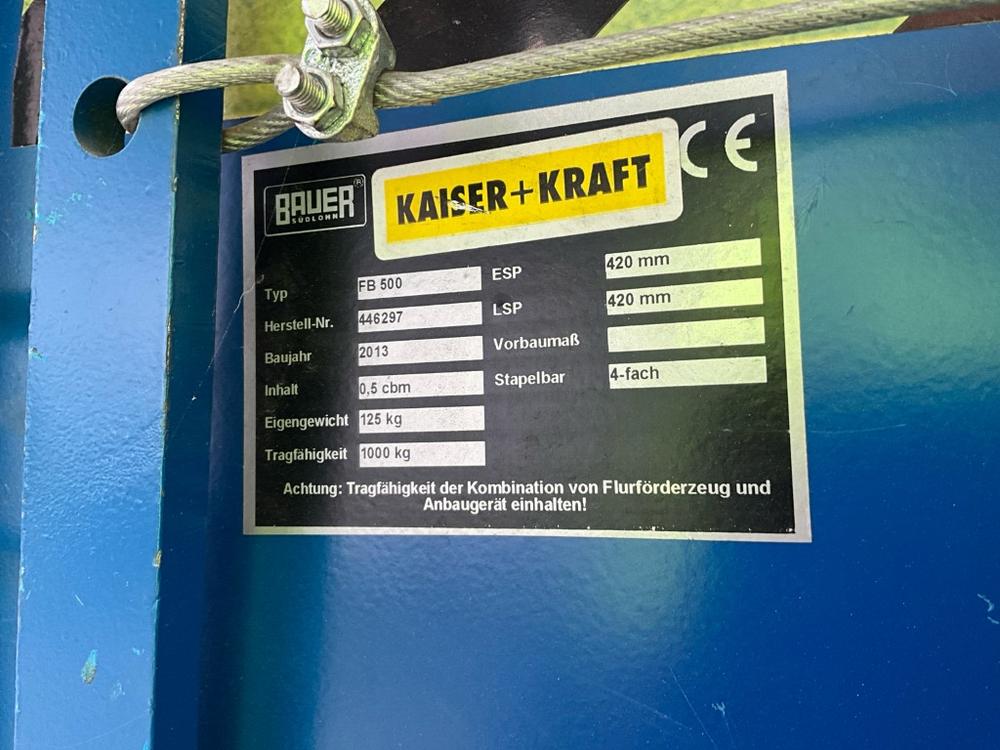 BAUER®
SÜDLOHN
KAISER+KRAFT
CE
Typ FB 500
Herstell-Nr. 446297
Baujahr 2013
Inhalt 0,5 cbm
Eigengewicht 125 kg
Tragfähigkeit 1000 kg
ESP 420 mm
LSP 420 mm
Vorbaumaß
Stapelbar 4-fach
Achtung: Tragfähigkeit der Kombination von Flurförderzeug und
Anbaugerät einhalten!